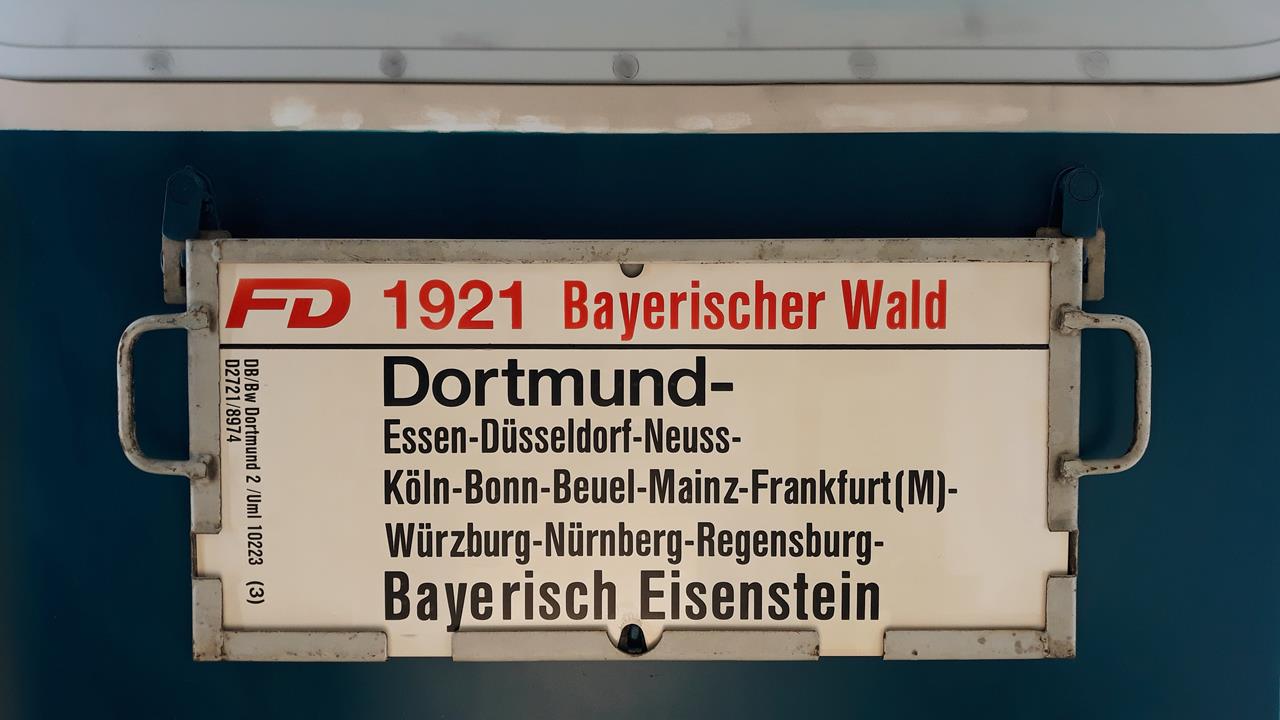 FD 1921 Bayerischer Wald
Dortmund-
Essen-Düsseldorf-Neuss-
Köln-Bonn-Beuel-Mainz-Frankfurt(M)-
Würzburg-Nürnberg-Regensburg-
Bayerisch Eisenstein
DB/Bw Dortmund 2 /Uml 10223 (3)
D2721/8974